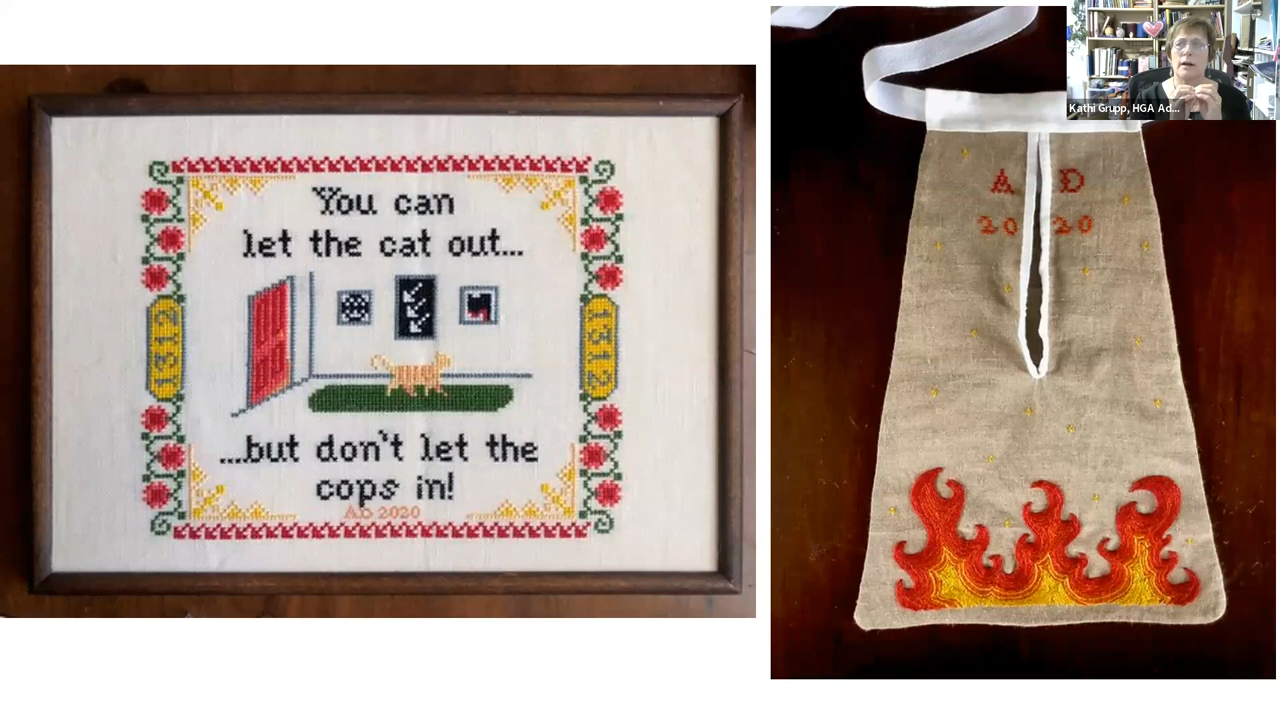 You can
let the cat out...
1312
1312
...but don't let the
cops in!
AD 2020
A D
2020
Kathi Grupp, HGA Ad...